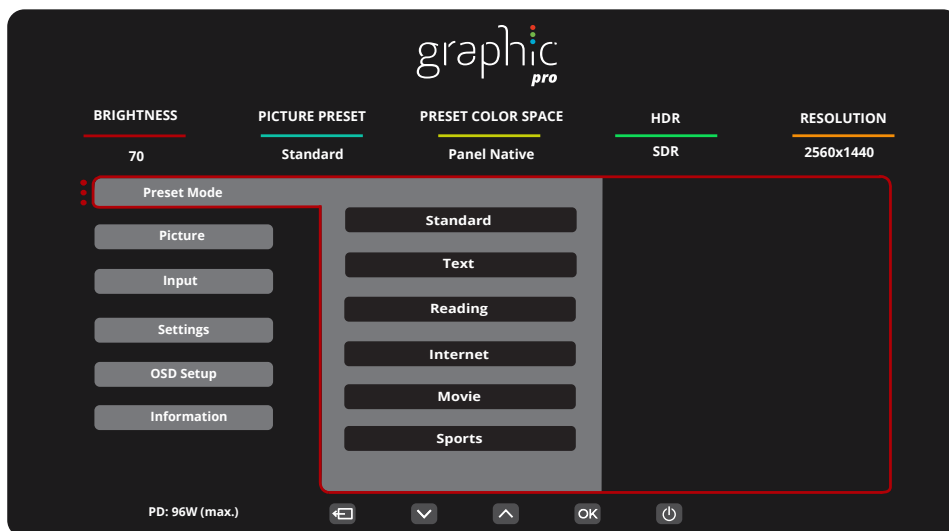 graphic
pro
BRIGHTNESS PICTURE PRESET PRESET COLOR SPACE HDR RESOLUTION
70 Standard Panel Native SDR 2560x1440
Preset Mode
Standard
Picture
Text
Input
Reading
Settings
Internet
OSD Setup
Movie
Information
Sports
PD: 96W (max.) OK